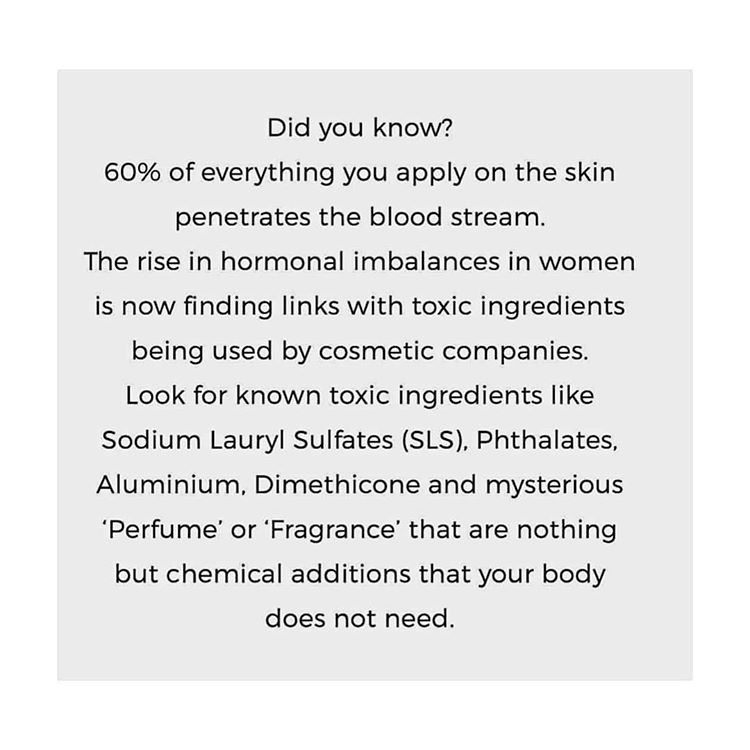 Did you know?
60% of everything you apply on the skin
penetrates the blood stream.
The rise in hormonal imbalances in women
is now finding links with toxic ingredients
being used by cosmetic companies.
Look for known toxic ingredients like
Sodium Lauryl Sulfates (SLS), Phthalates,
Aluminium, Dimethicone and mysterious
‘Perfume’ or ‘Fragrance’ that are nothing
but chemical additions that your body
does not need.